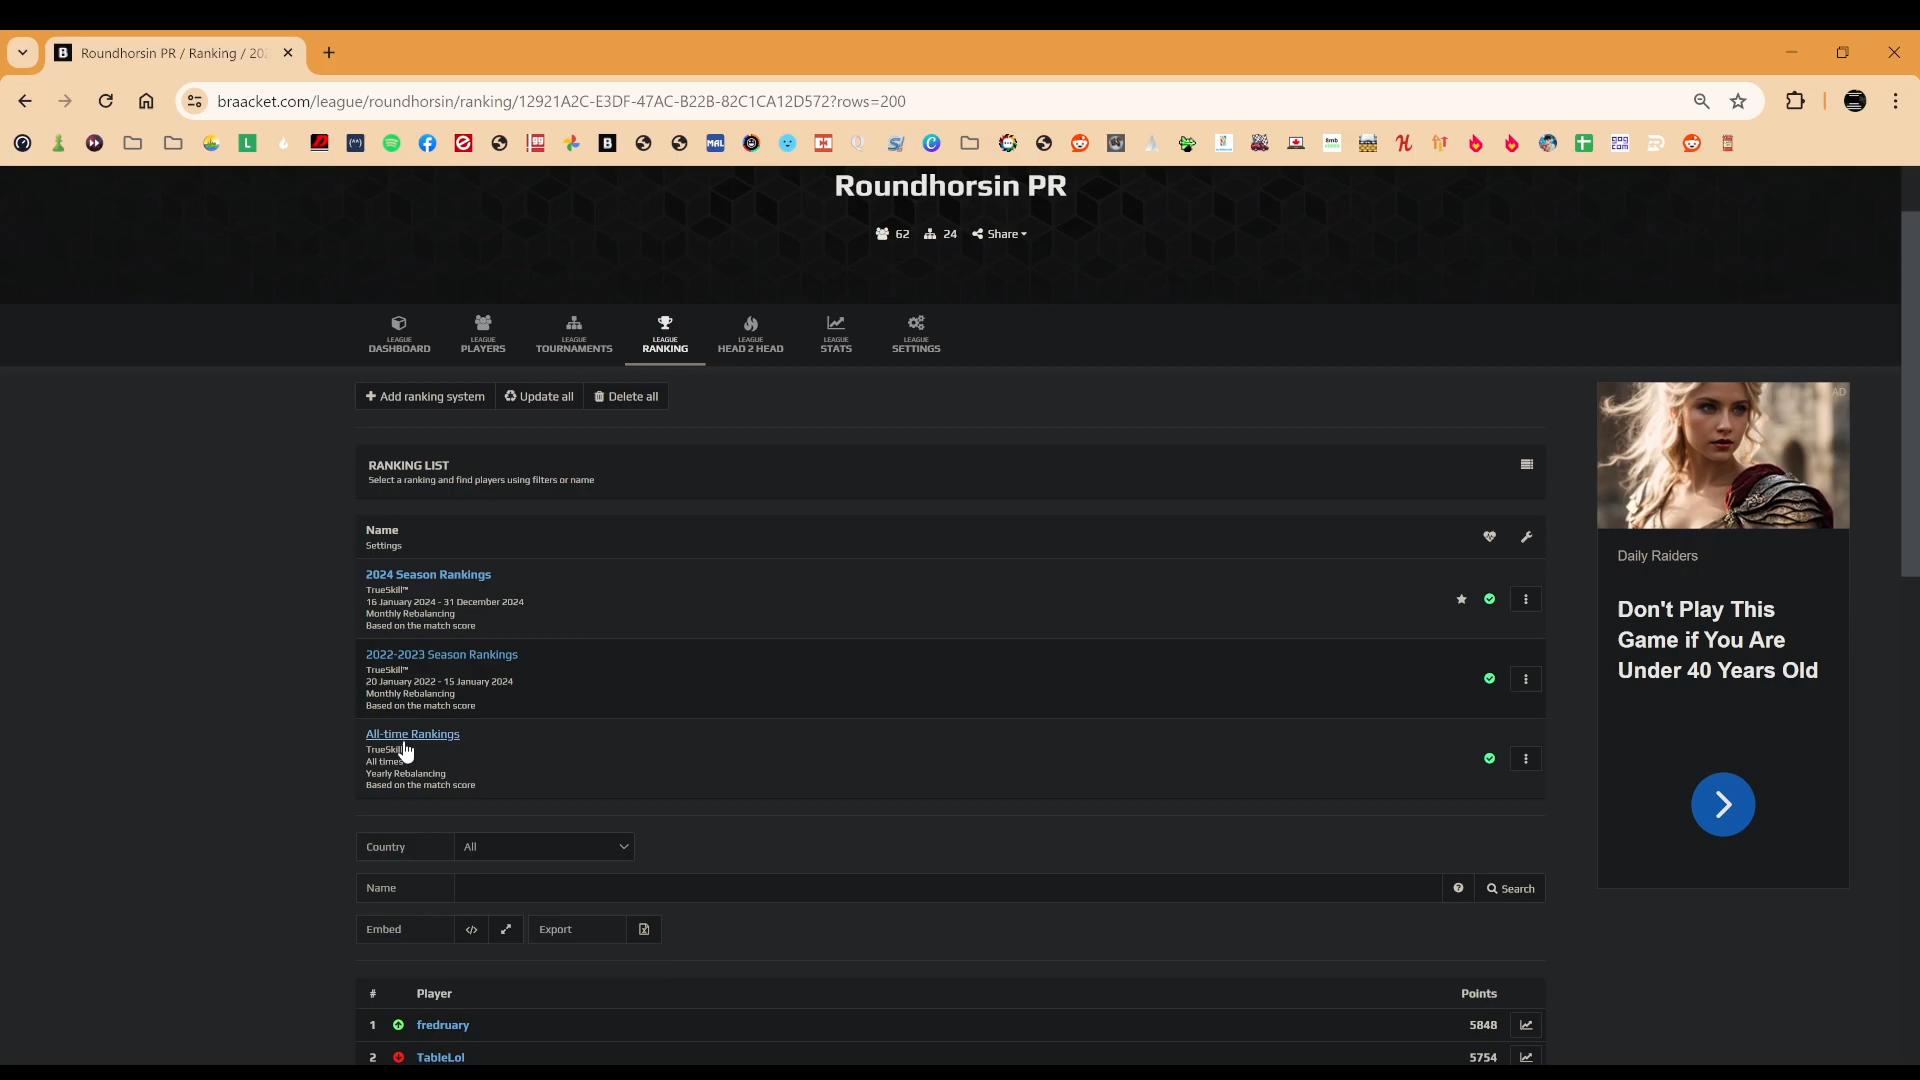 Roundhorsin PR / Ranking / 202
braacket.com/league/roundhorsin/ranking/12921A2C-E3DF-47AC-B22B-82C1CA12D572?rows=200
Roundhorsin PR
62 24 Share
LEAGUE DASHBOARD
LEAGUE PLAYERS
LEAGUE TOURNAMENTS
LEAGUE RANKING
LEAGUE HEAD 2 HEAD
LEAGUE STATS
LEAGUE SETTINGS
Add ranking system Update all Delete all
RANKING LIST
Select a ranking and find players using filters or name
Name
Settings
2024 Season Rankings
TrueSkill™
16 January 2024 - 31 December 2024
Monthly Rebalancing
Based on the match score
2022-2023 Season Rankings
TrueSkill™
20 January 2022 - 15 January 2024
Monthly Rebalancing
Based on the match score
All-time Rankings
TrueSkill
All times
Yearly Rebalancing
Based on the match score
Country All
Name Search
Embed Export
# Player Points
1 fredruary 5848
2 TableLol 5754
AD
Daily Raiders
Don't Play This
Game if You Are
Under 40 Years Old